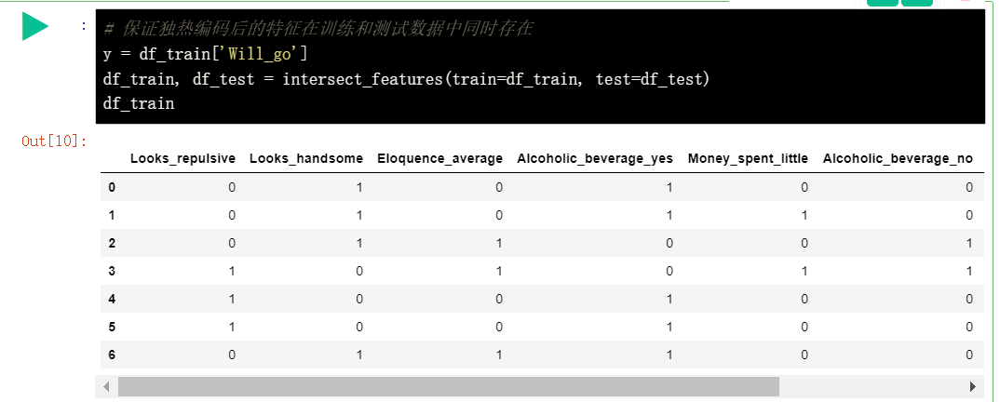 :
# 保证独热编码后的特征在训练和测试数据中同时存在
y = df_train['Will_go']
df_train, df_test = intersect_features(train=df_train, test=df_test)
df_train
Out[10]:
Looks_repulsive Looks_handsome Eloquence_average Alcoholic_beverage_yes Money_spent_little Alcoholic_beverage_no
0 0 1 0 1 0 0
1 0 1 0 1 1 0
2 0 1 1 0 0 1
3 1 0 1 0 1 1
4 1 0 0 1 0 0
5 1 0 0 1 0 0
6 0 1 1 1 0 0